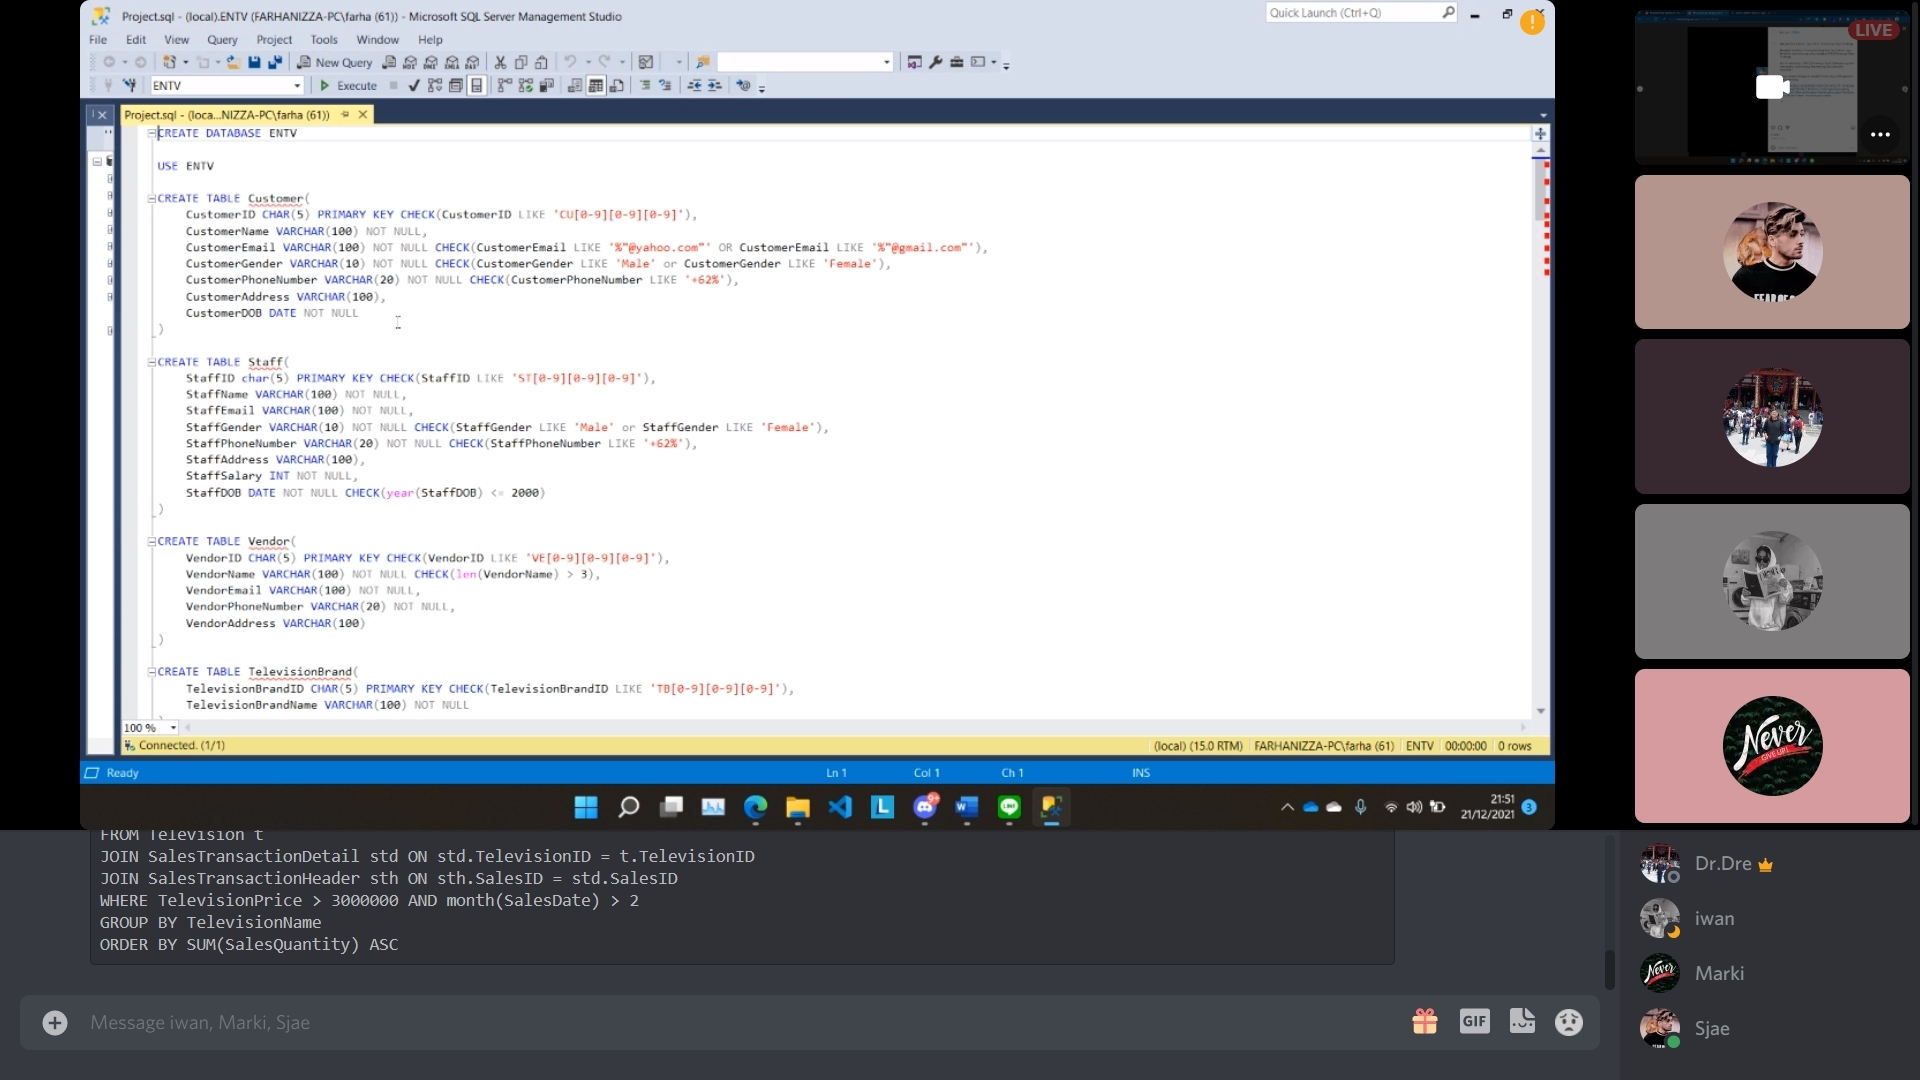 Project.sql - (local).ENTV (FARHANIZZA-PC\farha (61)) - Microsoft SQL Server Management Studio
Quick Launch (Ctrl+Q)
File Edit View Query Project Tools Window Help
New Query
ENTV
Execute
Project.sql - (loca...NIZZA-PC\farha (61))
CREATE DATABASE ENTV
USE ENTV
CREATE TABLE Customer(
CustomerID CHAR(5) PRIMARY KEY CHECK(CustomerID LIKE 'CU[0-9][0-9][0-9]'),
CustomerName VARCHAR(100) NOT NULL,
CustomerEmail VARCHAR(100) NOT NULL CHECK(CustomerEmail LIKE '%"@yahoo.com"' OR CustomerEmail LIKE '%"@gmail.com"'),
CustomerGender VARCHAR(10) NOT NULL CHECK(CustomerGender LIKE 'Male' or CustomerGender LIKE 'Female'),
CustomerPhoneNumber VARCHAR(20) NOT NULL CHECK(CustomerPhoneNumber LIKE '+62%'),
CustomerAddress VARCHAR(100),
CustomerDOB DATE NOT NULL
)
CREATE TABLE Staff(
StaffID char(5) PRIMARY KEY CHECK(StaffID LIKE 'ST[0-9][0-9][0-9]'),
StaffName VARCHAR(100) NOT NULL,
StaffEmail VARCHAR(100) NOT NULL,
StaffGender VARCHAR(10) NOT NULL CHECK(StaffGender LIKE 'Male' or StaffGender LIKE 'Female'),
StaffPhoneNumber VARCHAR(20) NOT NULL CHECK(StaffPhoneNumber LIKE '+62%'),
StaffAddress VARCHAR(100),
StaffSalary INT NOT NULL,
StaffDOB DATE NOT NULL CHECK(year(StaffDOB) <= 2000)
)
CREATE TABLE Vendor(
VendorID CHAR(5) PRIMARY KEY CHECK(VendorID LIKE 'VE[0-9][0-9][0-9]'),
VendorName VARCHAR(100) NOT NULL CHECK(len(VendorName) > 3),
VendorEmail VARCHAR(100) NOT NULL,
VendorPhoneNumber VARCHAR(20) NOT NULL,
VendorAddress VARCHAR(100)
)
CREATE TABLE TelevisionBrand(
TelevisionBrandID CHAR(5) PRIMARY KEY CHECK(TelevisionBrandID LIKE 'TB[0-9][0-9][0-9]'),
TelevisionBrandName VARCHAR(100) NOT NULL
100 %
Connected. (1/1) (local) (15.0 RTM) FARHANIZZA-PC\farha (61) ENTV 00:00:00 0 rows
Ready Ln 1 Col 1 Ch 1 INS
21:51
21/12/2021 3
LIVE
Never
GIVE UP!
FROM Television t
JOIN SalesTransactionDetail std ON std.TelevisionID = t.TelevisionID
JOIN SalesTransactionHeader sth ON sth.SalesID = std.SalesID
WHERE TelevisionPrice > 3000000 AND month(SalesDate) > 2
GROUP BY TelevisionName
ORDER BY SUM(SalesQuantity) ASC
Message iwan, Marki, Sjae
GIF
Dr.Dre
iwan
Marki
Sjae